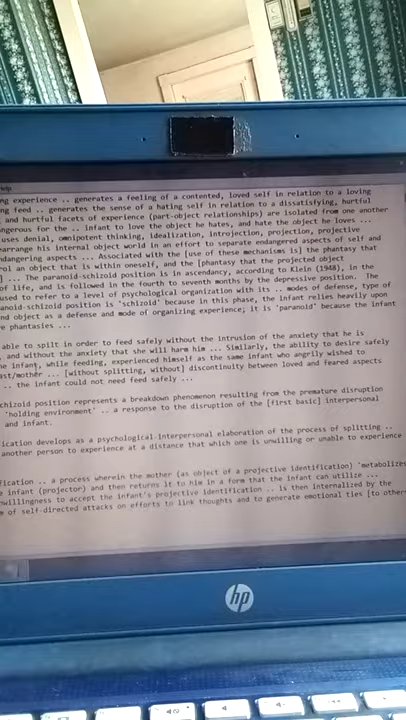 Help
ng experience .. generates a feeling of a contented, loved self in relation to a loving
ng feed .. generates the sense of a hating self in relation to a dissatisfying, hurtful
and hurtful facets of experience (part-object relationships) are isolated from one another
ngerous for the .. infant to love the object he hates, and hate the object he loves ...
uses denial, omnipotent thinking, idealization, introjection, projection, projective
earrange his internal object world in an effort to separate endangered aspects of self and
ndangering aspects ... Associated with the [use of these mechanisms is] the phantasy that
rol an object that is within oneself, and the [phantasy that the projected object
] ... The paranoid-schizoid position is in ascendancy, according to Klein (1948), in the
of life, and is followed in the fourth to seventh months by the depressive position. The
used to refer to a level of psychological organization with its .. modes of defense, type of
anoid-schizoid position is 'schizoid' because in this phase, the infant relies heavily upon
nd object as a defense and mode of organizing experience; it is 'paranoid' because the infant
e phantasies ...
able to split in order to feed safely without the intrusion of the anxiety that he is
, and without the anxiety that she will harm him ... Similarly, the ability to desire safely
he infant, while feeding, experienced himself as the same infant who angrily wished to
ast/mother ... [without splitting, without] discontinuity between loved and feared aspects
.. the infant could not need feed safely ...
chizoid position represents a breakdown phenomenon resulting from the premature disruption
'holding environment' .. a response to the disruption of the [first basic] interpersonal
and infant.
ication develops as a psychological-interpersonal elaboration of the process of splitting ..
another person to experience at a distance that which one is unwilling or unable to experience
fication .. a process wherein the mother (as object of a projective identification) 'metabolizes
e infant (projector) and then returns it to him in a form that the infant can utilize ...
nwillingness to accept the infant's projective identification .. is then internalized by the
m of self-directed attacks on efforts to link thoughts and to generate emotional ties [to others
hp